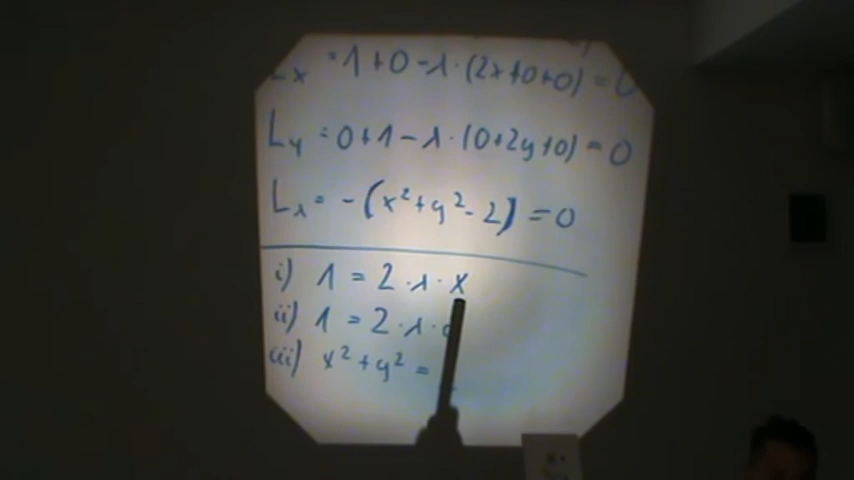 Lx = 1+0-λ·(2x+0+0) = 0
Ly = 0+1-λ·(0+2y+0) = 0
Lλ = -(x²+y²-2) = 0
i) 1 = 2·λ·x
ii) 1 = 2·λ·
iii) x²+y² =